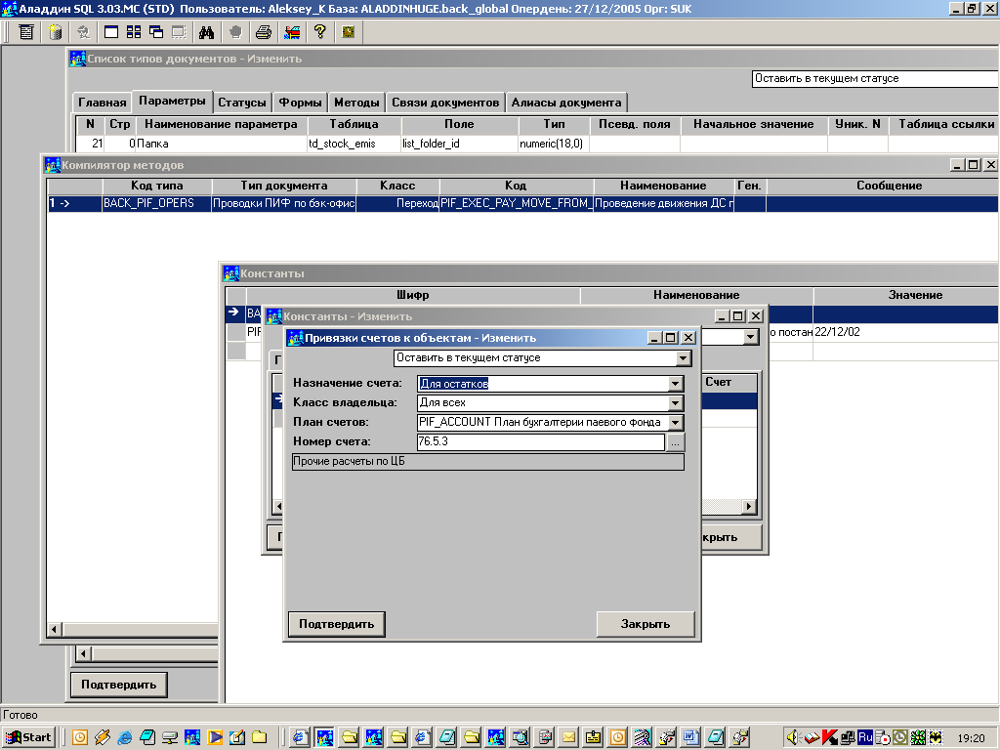 Аладдин SQL 3.03.MC (STD) Пользователь: Aleksey_K База: ALADDINHUGE.back_global Опердень: 27/12/2005 Орг: SUK
Список типов документов - Изменить
Оставить в текущем статусе
Главная Параметры Статусы Формы Методы Связи документов Алиасы документа
N Стр Наименование параметра Таблица Поле Тип Псевд. поля Начальное значение Уник. N Таблица ссылки
21 0 Папка td_stock_emis list_folder_id numeric(18,0)
Компилятор методов
Код типа Тип документа Класс Код Наименование Ген. Сообщение
1 -> BACK_PIF_OPERS Проводки ПИФ по бэк-офис Переход PIF_EXEC_PAY_MOVE_FROM_ Проведение движения ДС п
Константы
Шифр Наименование Значение
BA
Константы - Изменить
PIF о постан 22/12/02
Привязки счетов к объектам - Изменить
Оставить в текущем статусе
Г Счет
Назначение счета: Для остатков
Класс владельца: Для всех
План счетов: PIF_ACCOUNT План бухгалтерии паевого фонда
Номер счета: 76.5.3 ...
Прочие расчеты по ЦБ
П крыть
Подтвердить Закрыть
Подтвердить
Готово
Start Ru 19:20